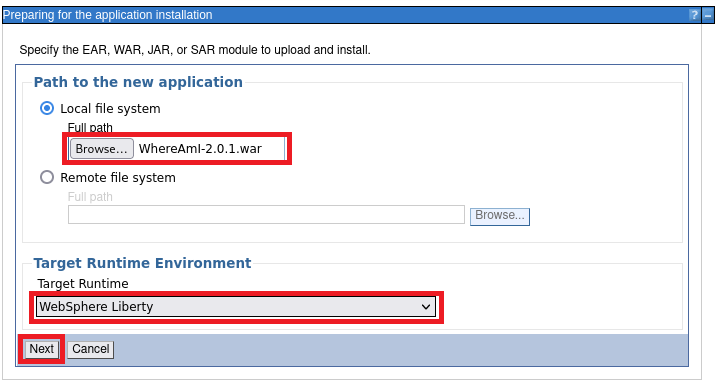 Preparing for the application installation ? –
Specify the EAR, WAR, JAR, or SAR module to upload and install.
Path to the new application
Local file system
Full path
Browse... WhereAmI-2.0.1.war
Remote file system
Full path
Browse...
Target Runtime Environment
Target Runtime
WebSphere Liberty
Next Cancel